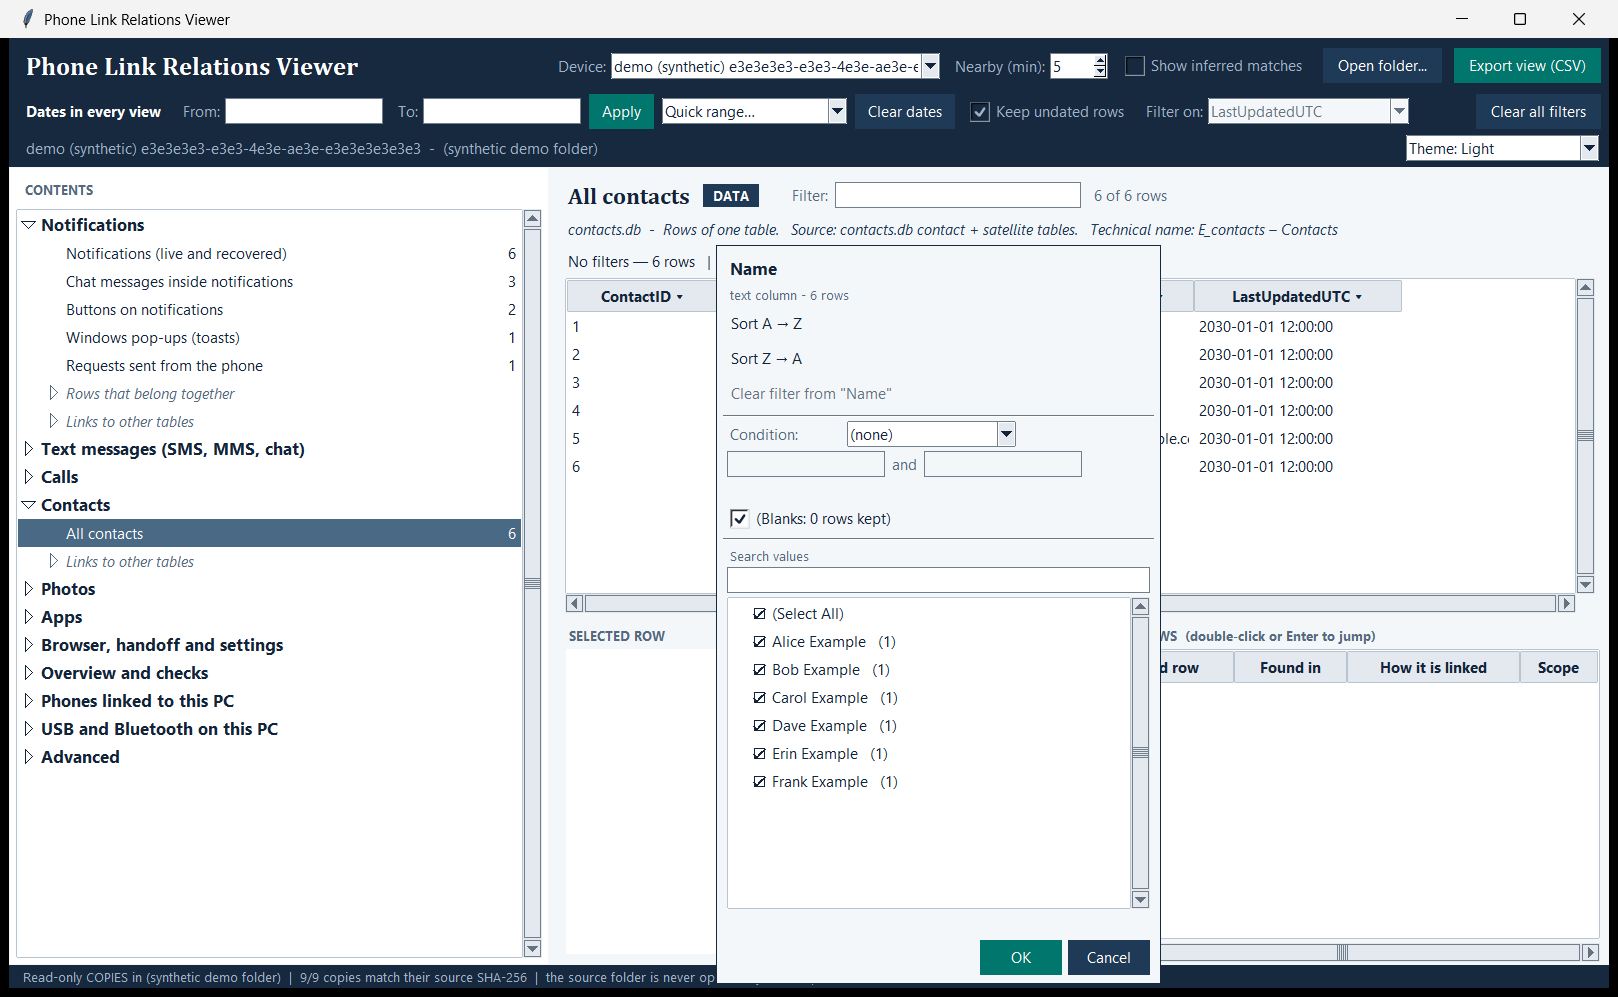 Phone Link Relations Viewer
Phone Link Relations Viewer
Device: demo (synthetic) e3e3e3e3-e3e3-4e3e-ae3e-e
Nearby (min): 5
Show inferred matches
Open folder...
Export view (CSV)
Dates in every view
From:
To:
Apply
Quick range...
Clear dates
Keep undated rows
Filter on: LastUpdatedUTC
Clear all filters
demo (synthetic) e3e3e3e3-e3e3-4e3e-ae3e-e3e3e3e3e3e3 - (synthetic demo folder)
Theme: Light
CONTENTS
Notifications
Notifications (live and recovered) 6
Chat messages inside notifications 3
Buttons on notifications 2
Windows pop-ups (toasts) 1
Requests sent from the phone 1
Rows that belong together
Links to other tables
Text messages (SMS, MMS, chat)
Calls
Contacts
All contacts 6
Links to other tables
Photos
Apps
Browser, handoff and settings
Overview and checks
Phones linked to this PC
USB and Bluetooth on this PC
Advanced
All contacts DATA Filter: 6 of 6 rows
contacts.db - Rows of one table. Source: contacts.db contact + satellite tables. Technical name: E_contacts – Contacts
No filters — 6 rows |
ContactID LastUpdatedUTC
1 2030-01-01 12:00:00
2 2030-01-01 12:00:00
3 2030-01-01 12:00:00
4 2030-01-01 12:00:00
5 ple.co 2030-01-01 12:00:00
6 2030-01-01 12:00:00
Name
text column - 6 rows
Sort A → Z
Sort Z → A
Clear filter from "Name"
Condition: (none)
and
(Blanks: 0 rows kept)
Search values
(Select All)
Alice Example (1)
Bob Example (1)
Carol Example (1)
Dave Example (1)
Erin Example (1)
Frank Example (1)
OK
Cancel
SELECTED ROW
WS (double-click or Enter to jump)
d row Found in How it is linked Scope
Read-only COPIES in (synthetic demo folder) | 9/9 copies match their source SHA-256 | the source folder is never op